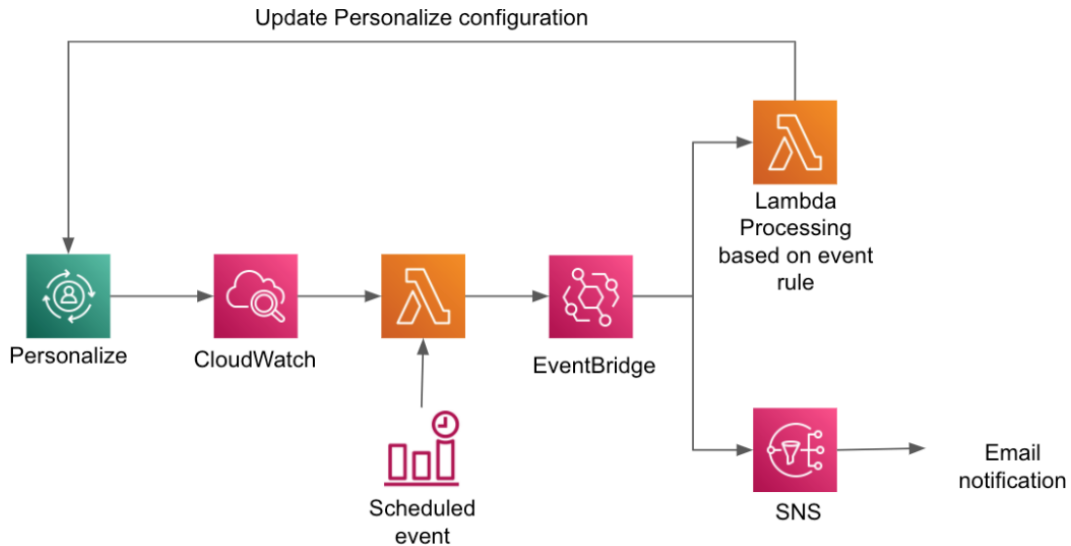 Update Personalize configuration
Lambda
Processing
based on event
rule
Personalize
CloudWatch
EventBridge
Scheduled
event
SNS
Email
notification